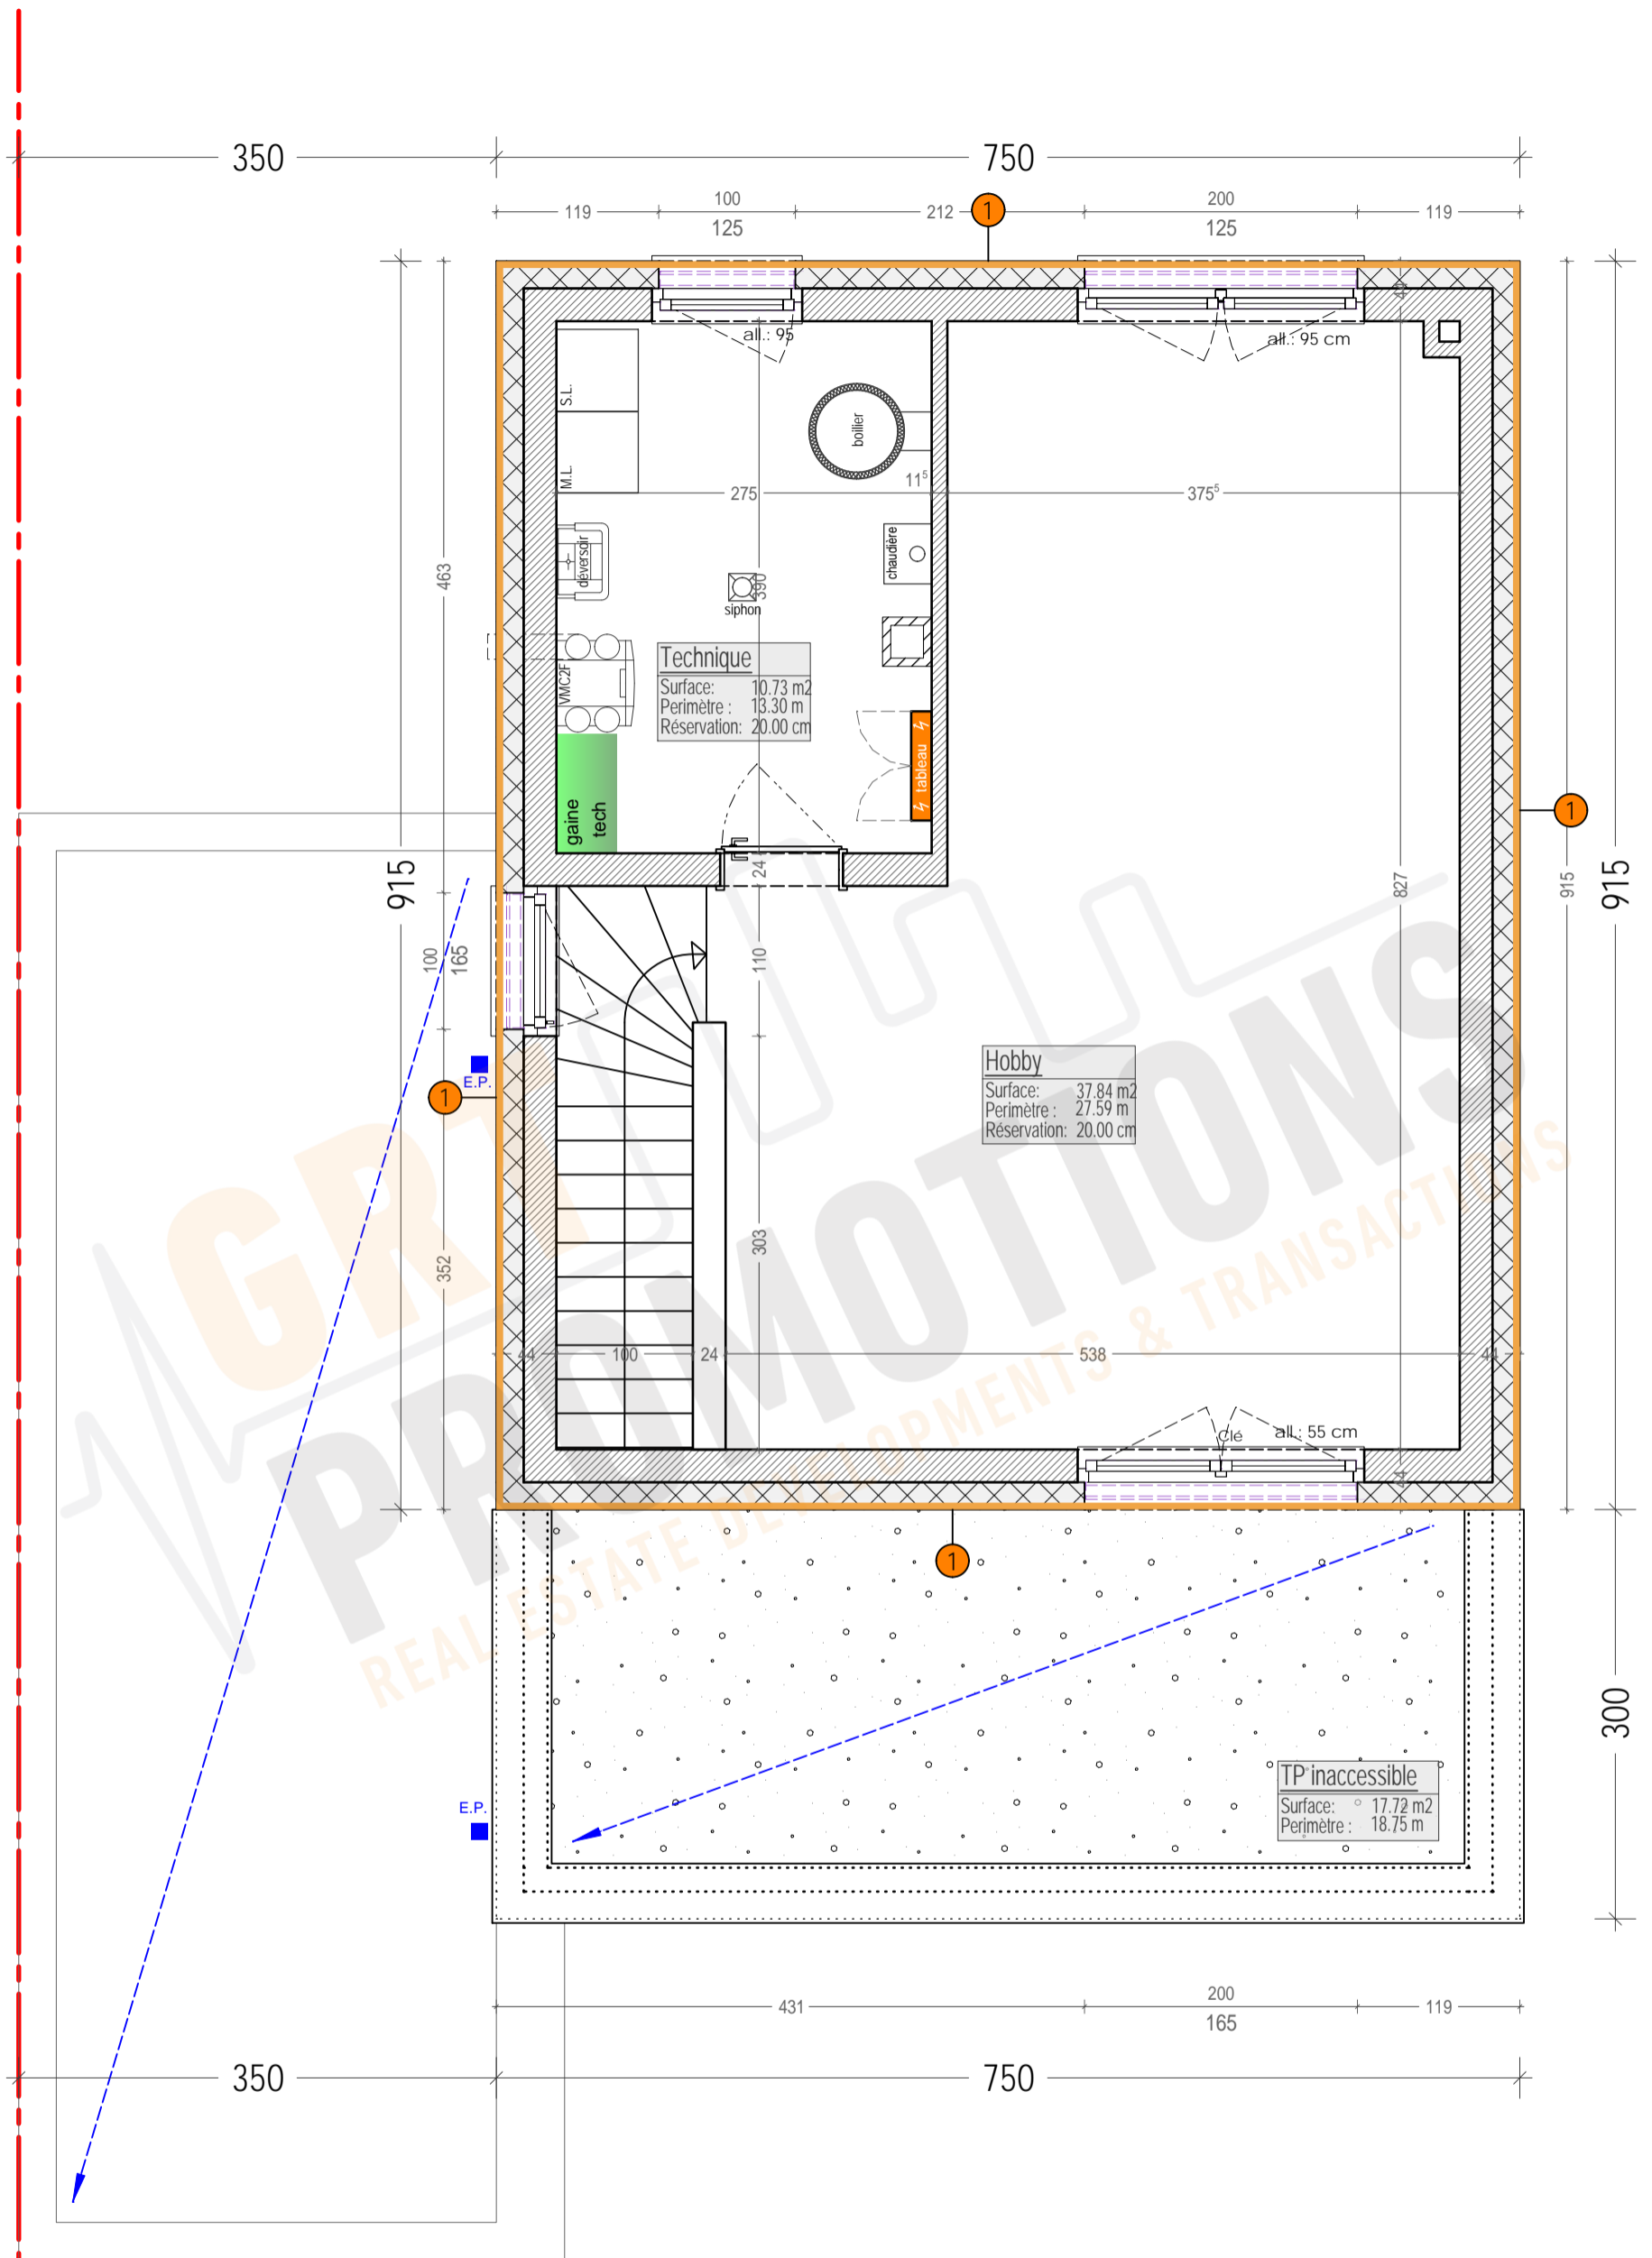 350
750
119
100
125
212
1
200
125
119
44
all.: 95
all.: 95 cm
S.L.
M.L.
boilier
11⁵
275
375⁵
463
déversoir
siphon
390
chaudière
VMC2F
Technique
Surface: 10.73 m2
Perimètre : 13.30 m
Réservation: 20.00 cm
tableau
gaine
tech
1
915
24
827
915
915
100
165
110
E.P.
1
Hobby
Surface: 37.84 m2
Perimètre : 27.59 m
Réservation: 20.00 cm
GRT
PROMOTIONS
REAL ESTATE DEVELOPMENTS & TRANSACTIONS
352
303
44
100
24
538
44
Clé
all.: 55 cm
44
1
300
TP inaccessible
Surface: 17.72 m2
Perimètre : 18.75 m
E.P.
431
200
165
119
350
750